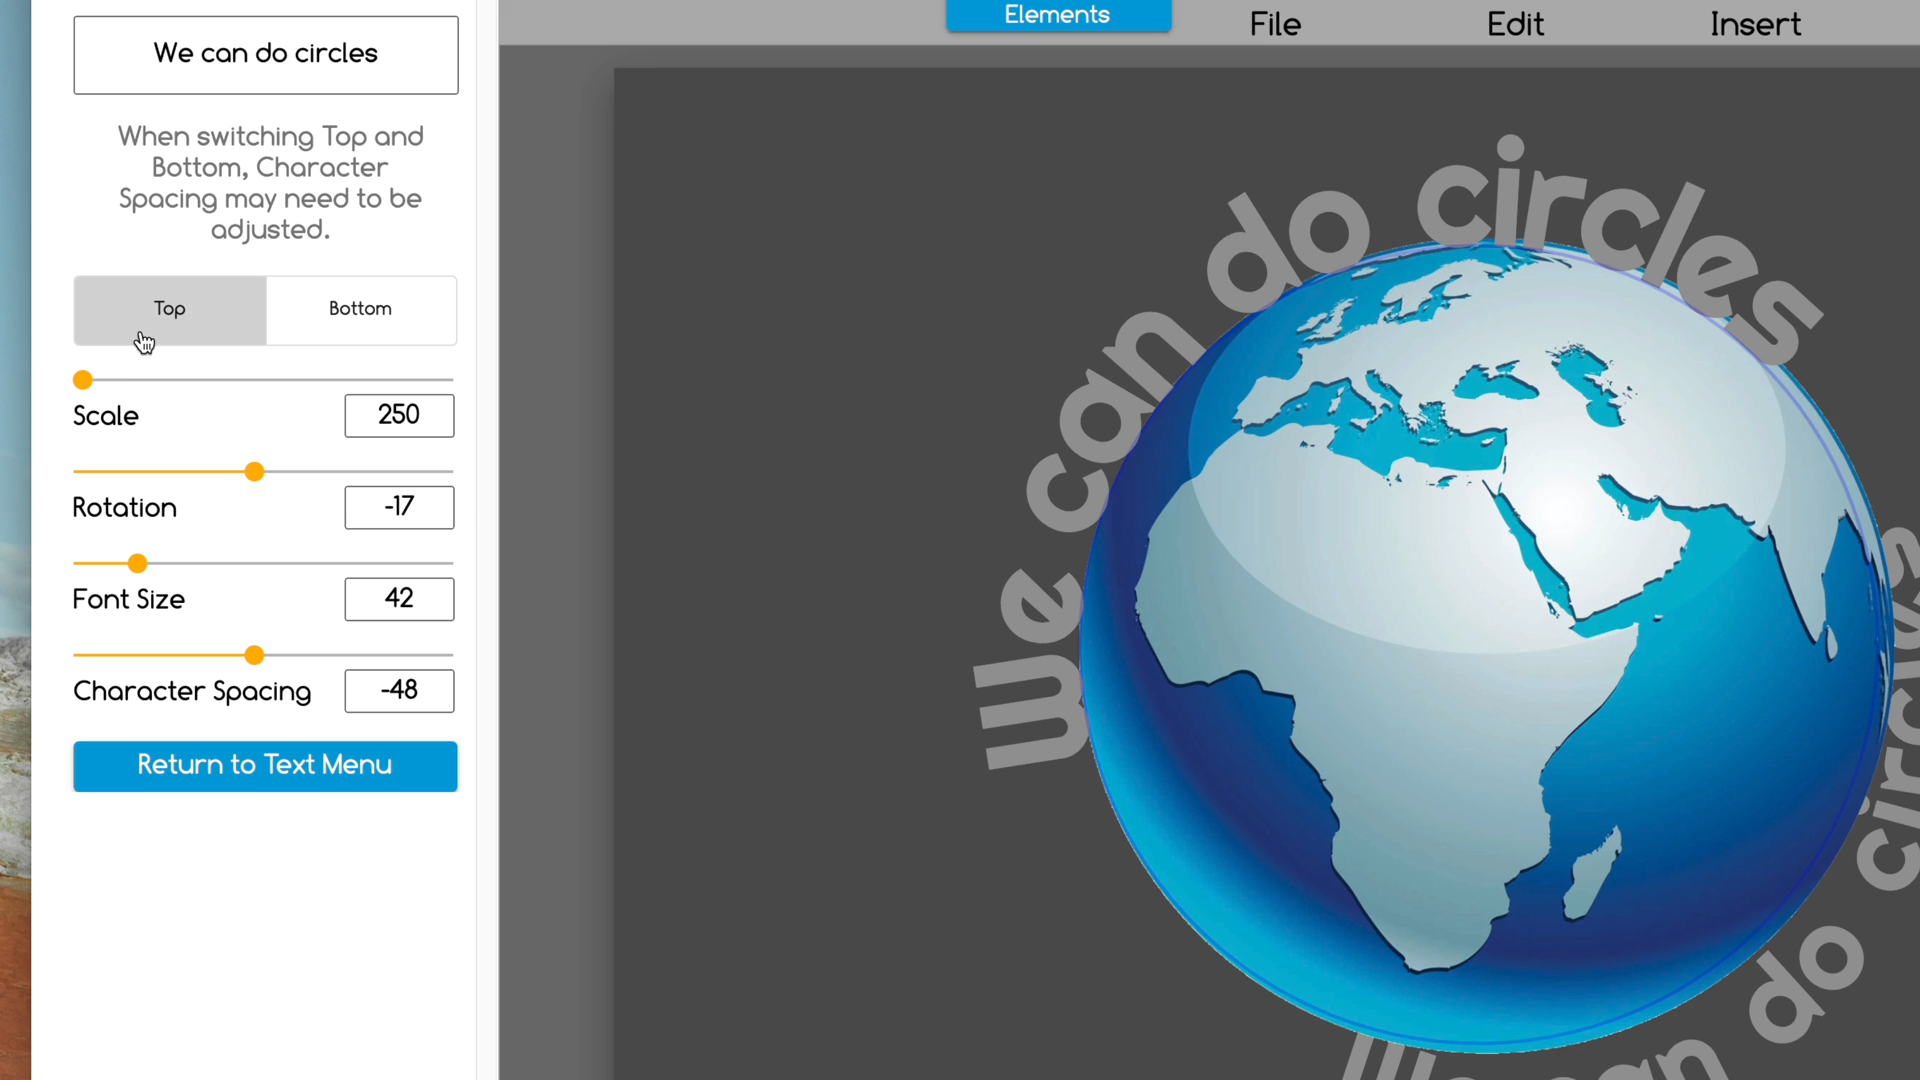 We can do circles
When switching Top and
Bottom, Character
Spacing may need to be
adjusted.
Top
Bottom
Scale
250
Rotation
-17
Font Size
42
Character Spacing
-48
Return to Text Menu
Elements
File
Edit
Insert
We can do circles
do circles